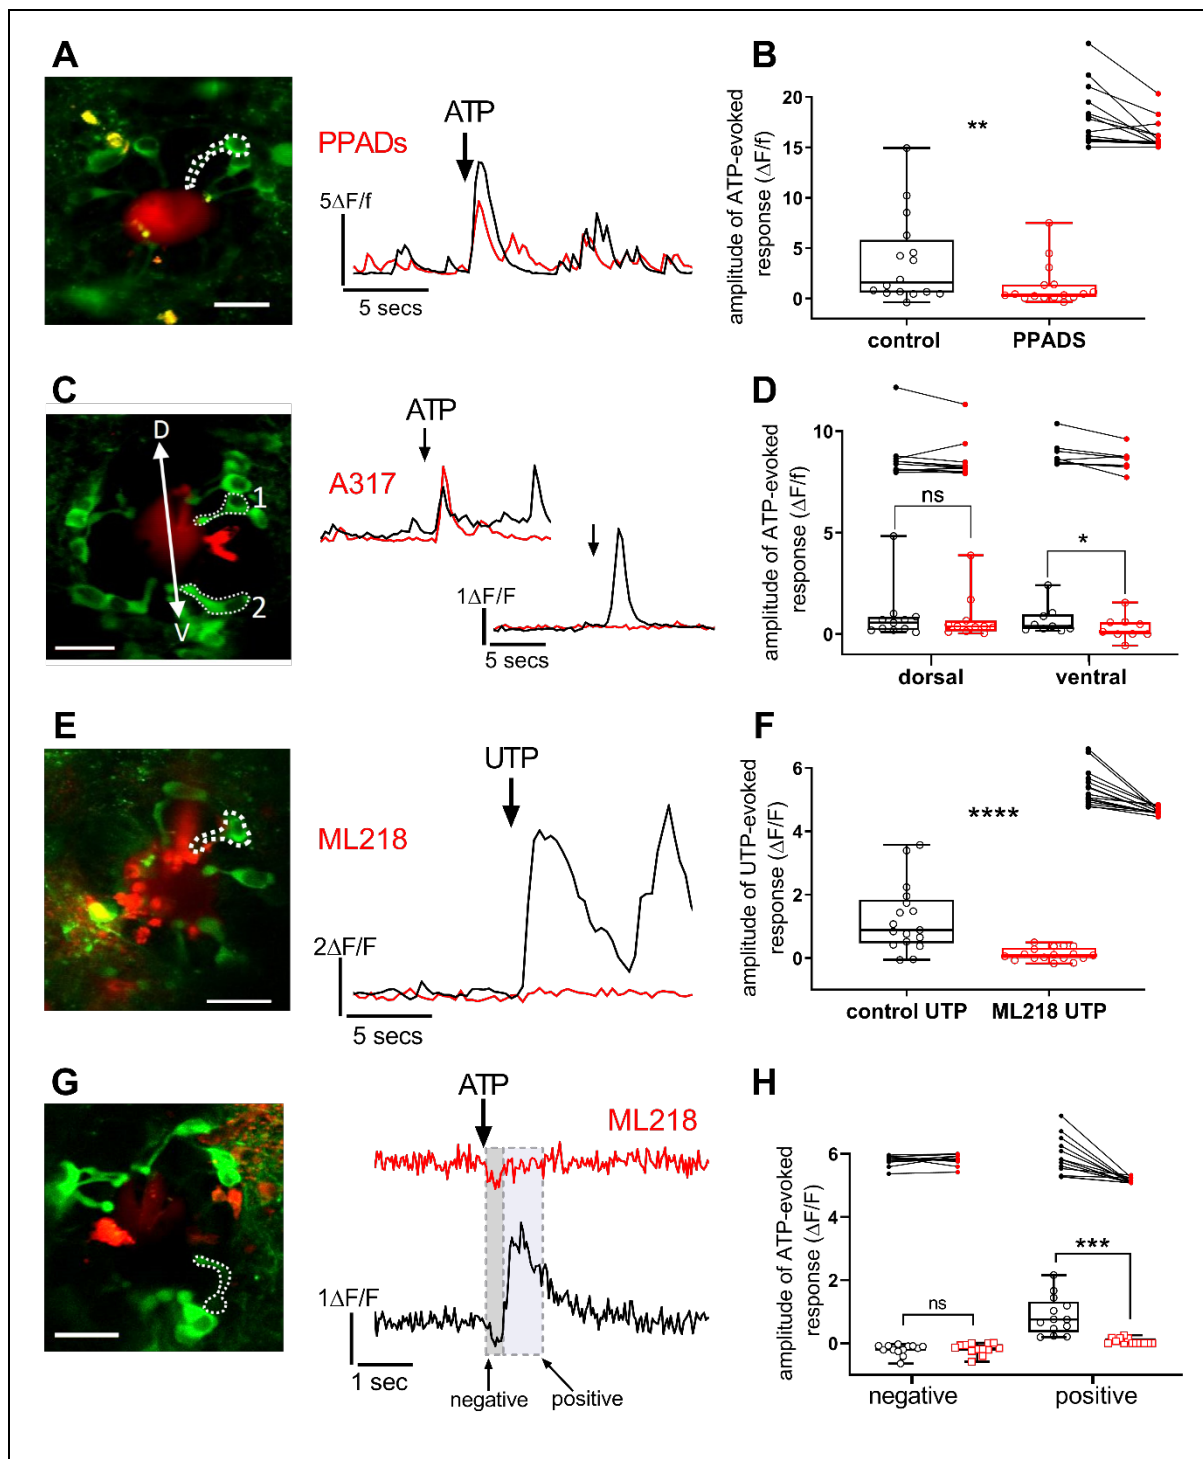 A
PPADs
ATP
5ΔF/f
5 secs
B
amplitude of ATP-evoked
response (ΔF/f)
20
15
10
5
0
**
control
PPADS
C
D
V
1
2
ATP
A317
1ΔF/F
5 secs
5 secs
D
amplitude of ATP-evoked
response (ΔF/f)
10
5
0
ns
*
dorsal
ventral
E
UTP
ML218
2ΔF/F
5 secs
F
amplitude of UTP-evoked
response (ΔF/F)
6
4
2
0
****
control UTP
ML218 UTP
G
ATP
ML218
1ΔF/F
1 sec
negative
positive
H
amplitude of ATP-evoked
response (ΔF/F)
6
4
2
0
ns
***
negative
positive